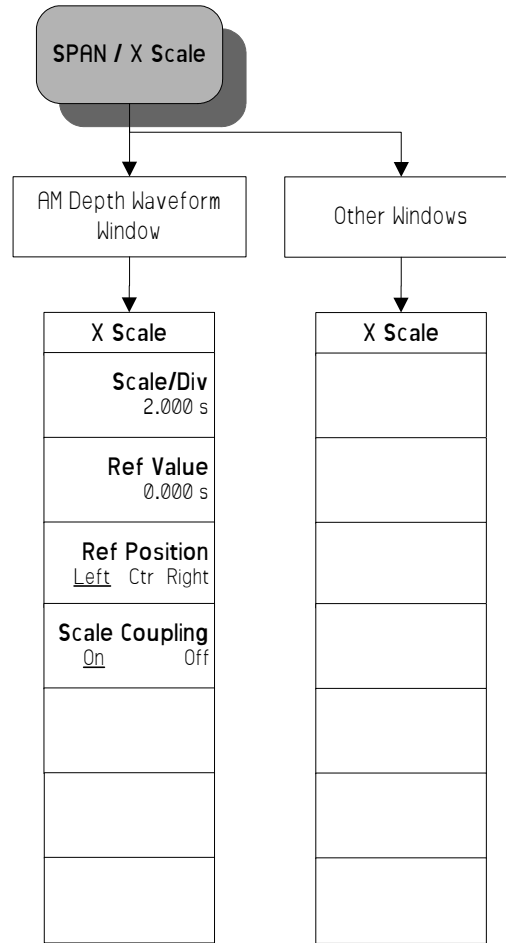 SPAN / X Scale
AM Depth Waveform
Window
Other Windows
X Scale
Scale/Div
2.000 s
Ref Value
0.000 s
Ref Position
Left Ctr Right
Scale Coupling
On Off
X Scale